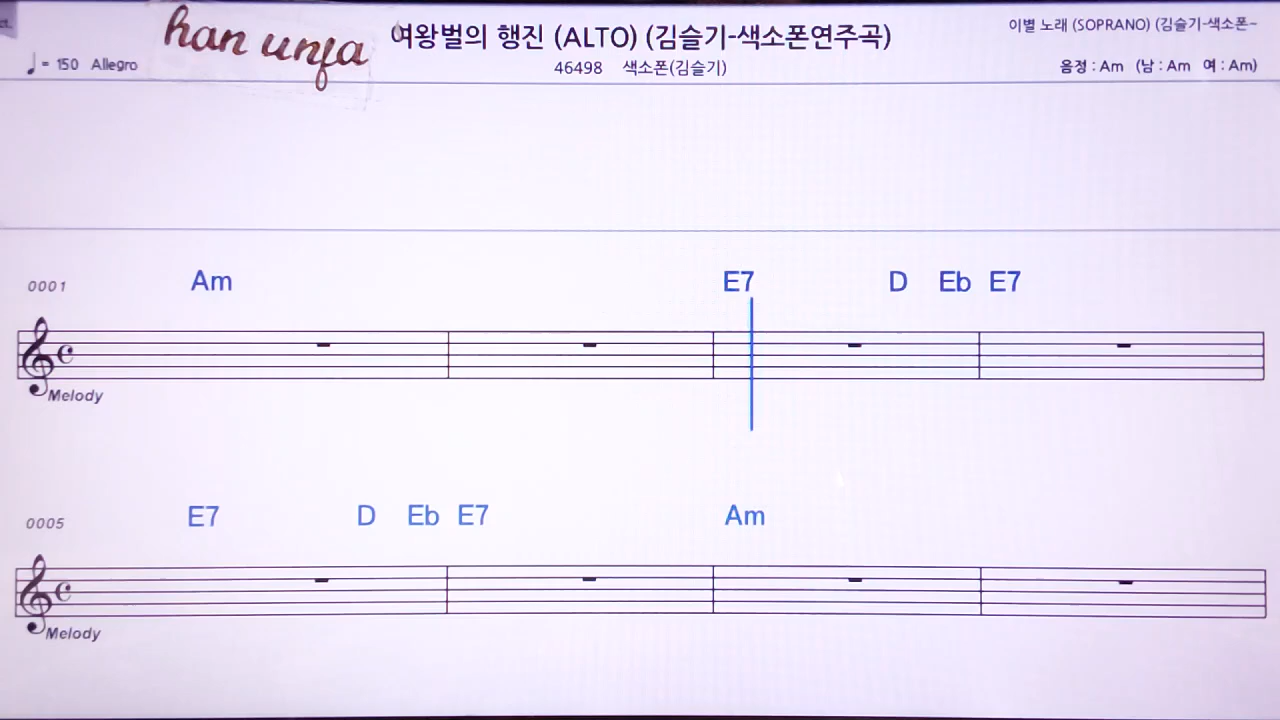 han unja
여왕벌의 행진 (ALTO) (김슬기-색소폰연주곡)
이별 노래 (SOPRANO) (김슬기-색소폰~
♩= 150 Allegro
46498 색소폰(김슬기)
음정 : Am (남 : Am 여 : Am)
0001 Am E7 D Eb E7
Melody
0005 E7 D Eb E7 Am
Melody